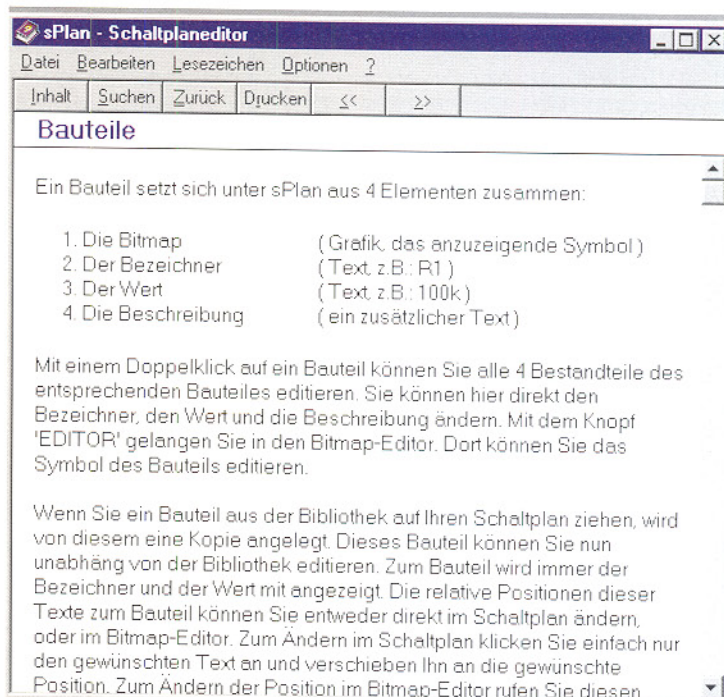 sPlan - Schaltplaneditor
Datei Bearbeiten Lesezeichen Optionen ?
Inhalt Suchen Zurück Drucken << >>
Bauteile
Ein Bauteil setzt sich unter sPlan aus 4 Elementen zusammen:
1. Die Bitmap ( Grafik, das anzuzeigende Symbol )
2. Der Bezeichner ( Text, z.B.: R1 )
3. Der Wert ( Text, z.B.: 100k )
4. Die Beschreibung ( ein zusätzlicher Text )
Mit einem Doppelklick auf ein Bauteil können Sie alle 4 Bestandteile des
entsprechenden Bauteiles editieren. Sie können hier direkt den
Bezeichner, den Wert und die Beschreibung ändern. Mit dem Knopf
'EDITOR' gelangen Sie in den Bitmap-Editor. Dort können Sie das
Symbol des Bauteils editieren.
Wenn Sie ein Bauteil aus der Bibliothek auf Ihren Schaltplan ziehen, wird
von diesem eine Kopie angelegt. Dieses Bauteil können Sie nun
unabhäng von der Bibliothek editieren. Zum Bauteil wird immer der
Bezeichner und der Wert mit angezeigt. Die relative Positionen dieser
Texte zum Bauteil können Sie entweder direkt im Schaltplan ändern,
oder im Bitmap-Editor. Zum Ändern im Schaltplan klicken Sie einfach nur
den gewünschten Text an und verschieben Ihn an die gewünschte
Position. Zum Ändern der Position im Bitmap-Editor rufen Sie diesen